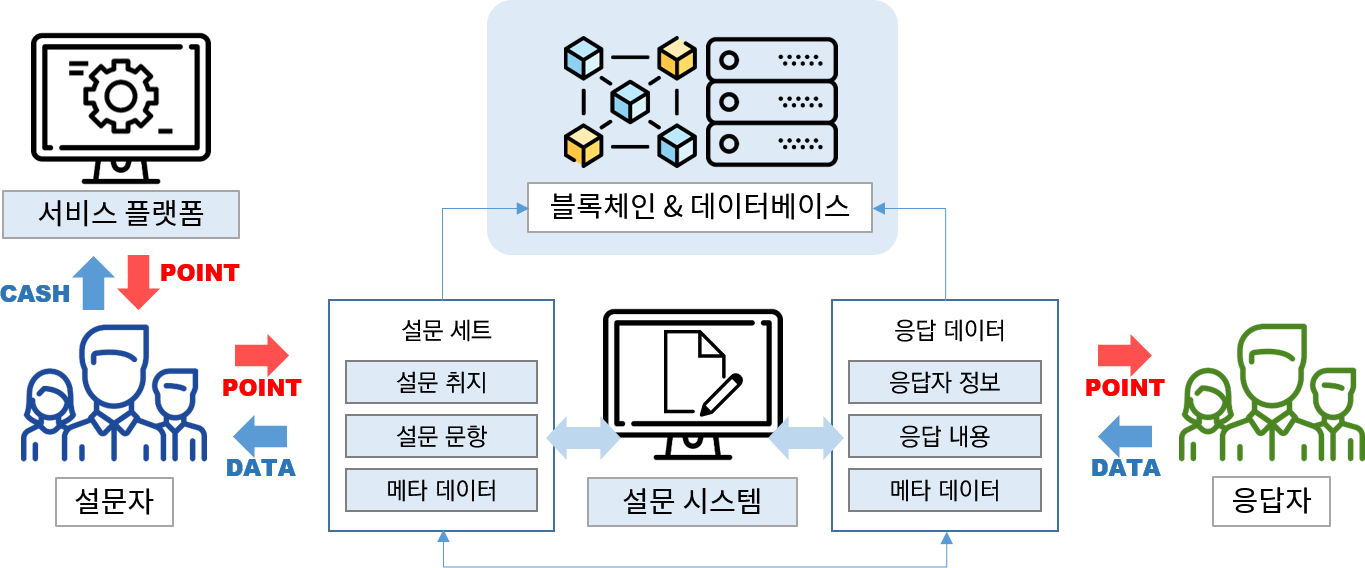 블록체인 & 데이터베이스
서비스 플랫폼
CASH
POINT
설문자
POINT
DATA
설문 세트
설문 취지
설문 문항
메타 데이터
설문 시스템
응답 데이터
응답자 정보
응답 내용
메타 데이터
POINT
DATA
응답자